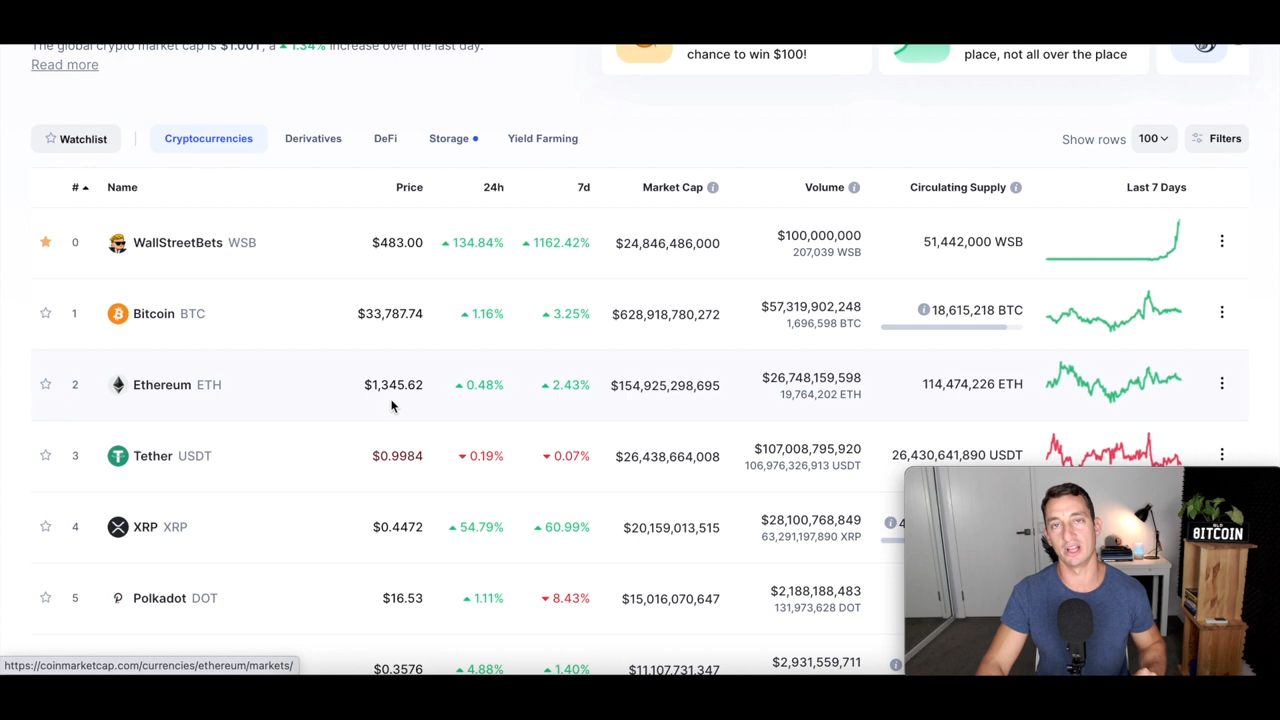 The global crypto market cap is $1.00T, a 1.34% increase over the last day.
Read more
chance to win $100!
place, not all over the place
Watchlist
Cryptocurrencies
Derivatives
DeFi
Storage
Yield Farming
Show rows
100
Filters
# Name Price 24h 7d Market Cap Volume Circulating Supply Last 7 Days
0 WallStreetBets WSB $483.00 134.84% 1162.42% $24,846,486,000 $100,000,000 51,442,000 WSB
207,039 WSB
1 Bitcoin BTC $33,787.74 1.16% 3.25% $628,918,780,272 $57,319,902,248 18,615,218 BTC
1,696,598 BTC
2 Ethereum ETH $1,345.62 0.48% 2.43% $154,925,298,695 $26,748,159,598 114,474,226 ETH
19,764,202 ETH
3 Tether USDT $0.9984 0.19% 0.07% $26,438,664,008 $107,008,795,920 26,430,641,890 USDT
106,976,326,913 USDT
4 XRP XRP $0.4472 54.79% 60.99% $20,159,013,515 $28,100,768,849
63,291,197,890 XRP
5 Polkadot DOT $16.53 1.11% 8.43% $15,016,070,647 $2,188,188,483
131,973,628 DOT
$0.3576 4.88% 1.40% $11,107,731,347 $2,931,559,711
https://coinmarketcap.com/currencies/ethereum/markets/
BITCOIN